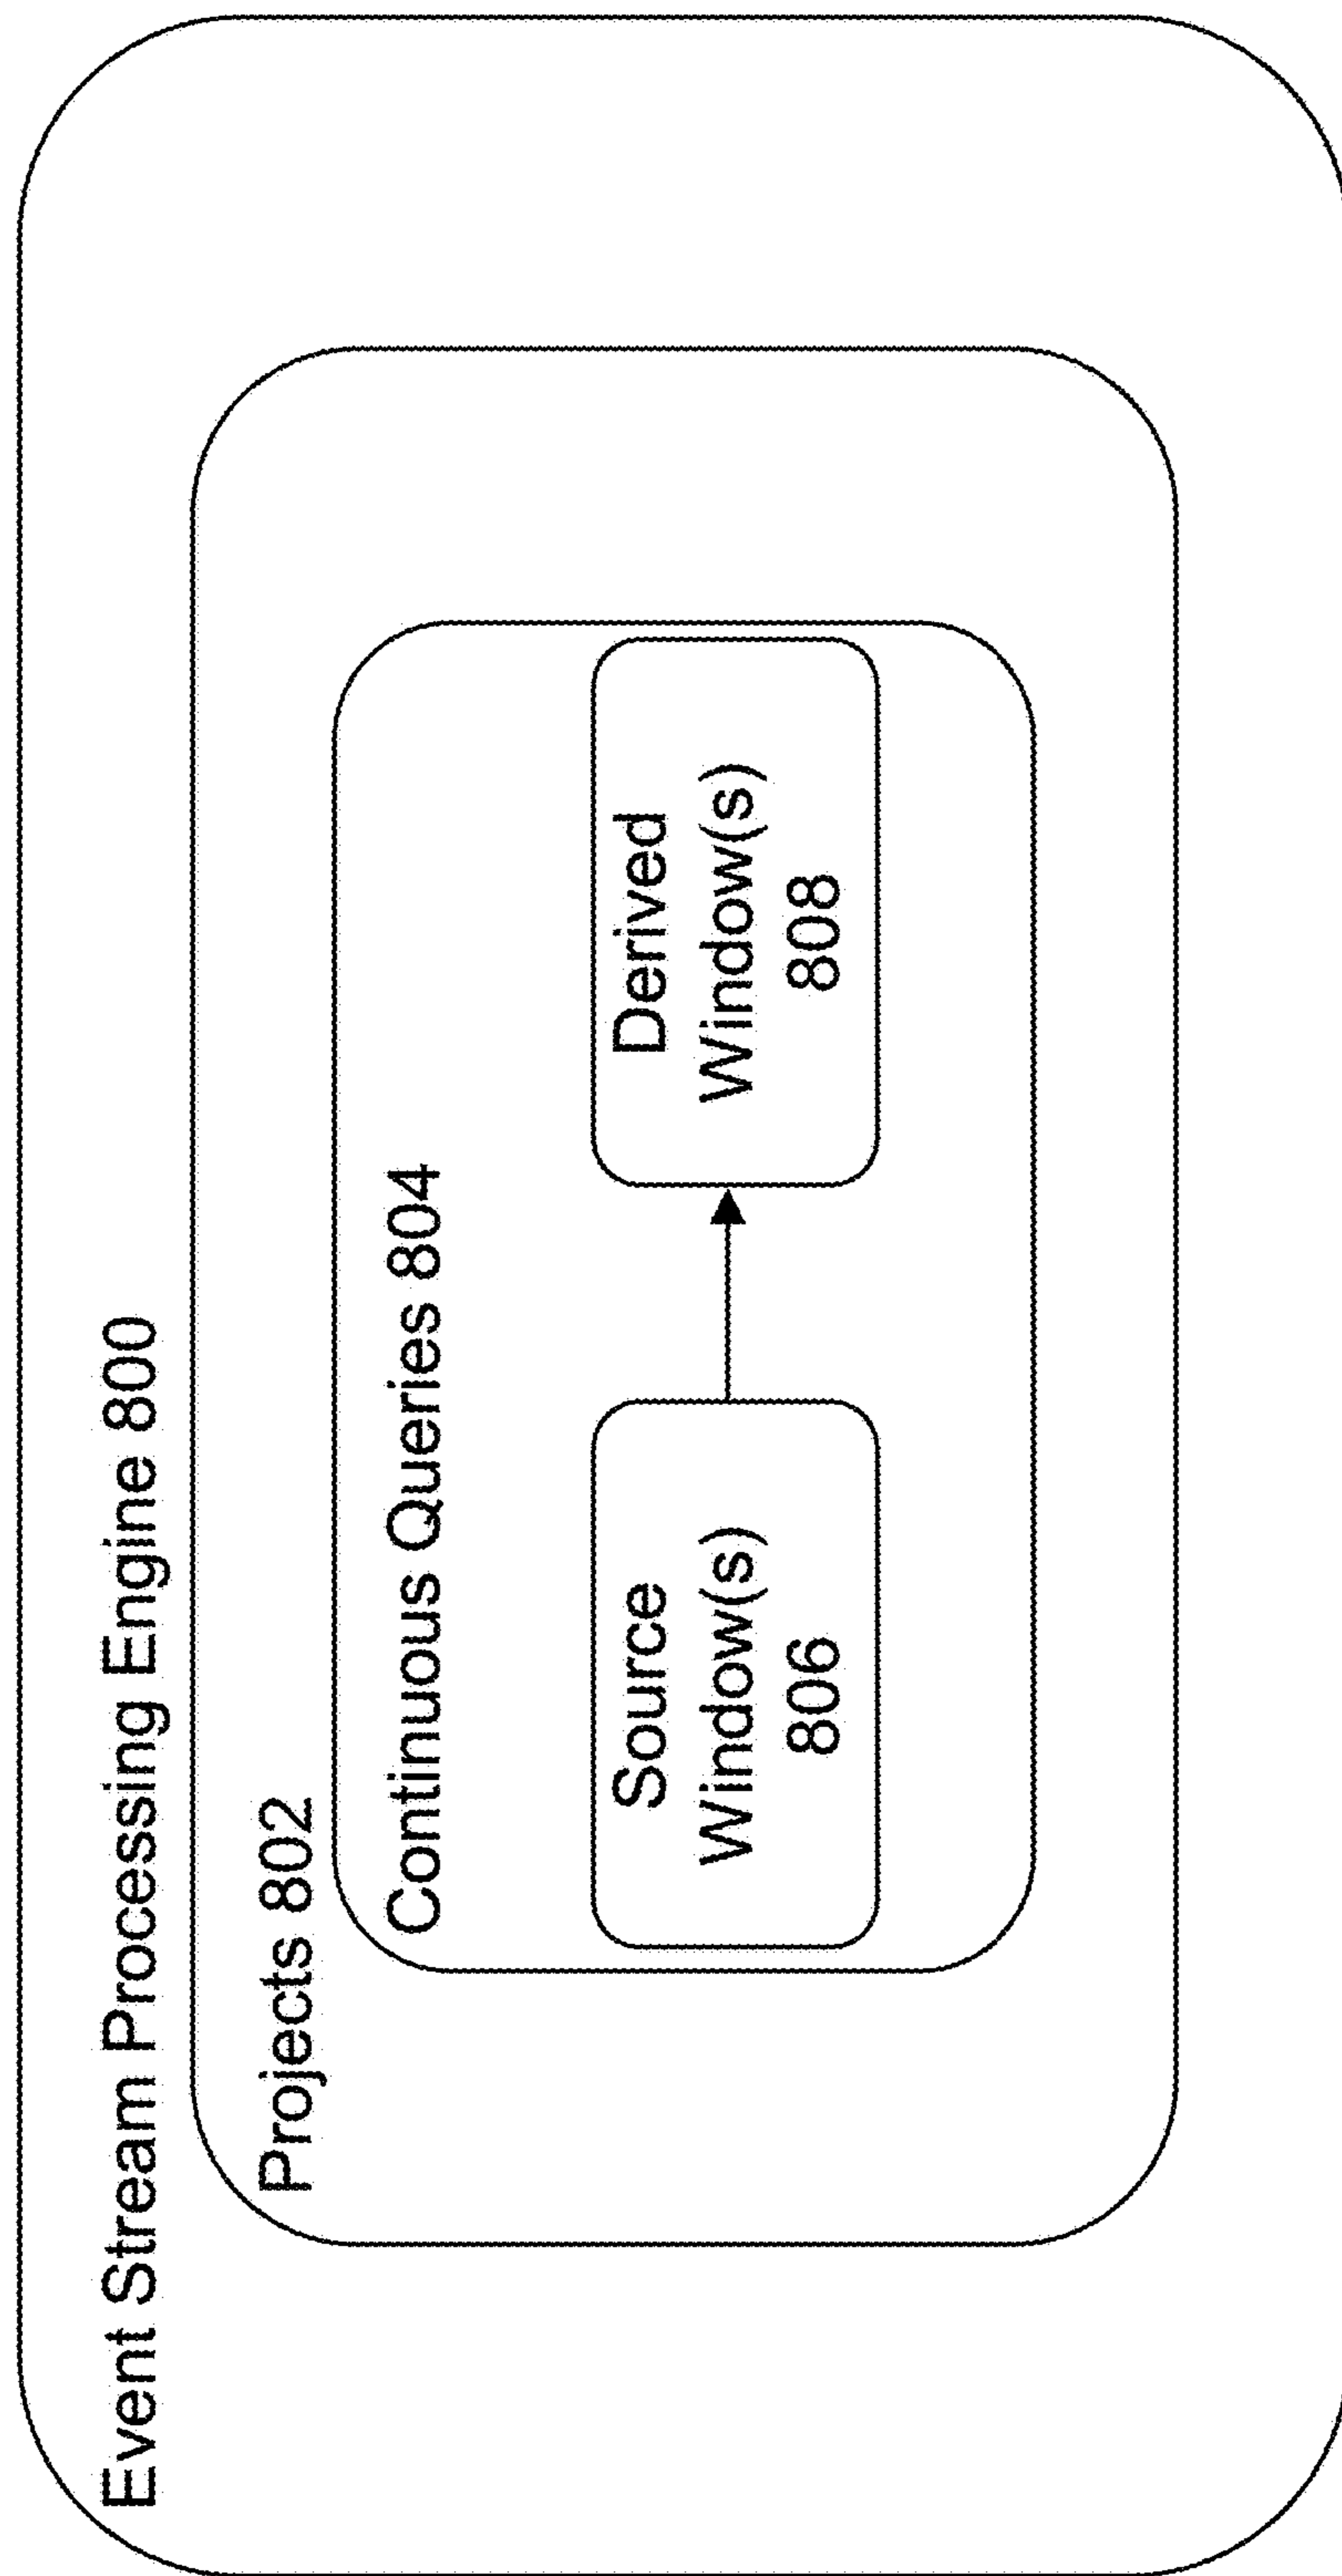 Event Stream Processing Engine 800
Projects 802
Continuous Queries 804
Source
Window(s)
806
Derived
Window(s)
808